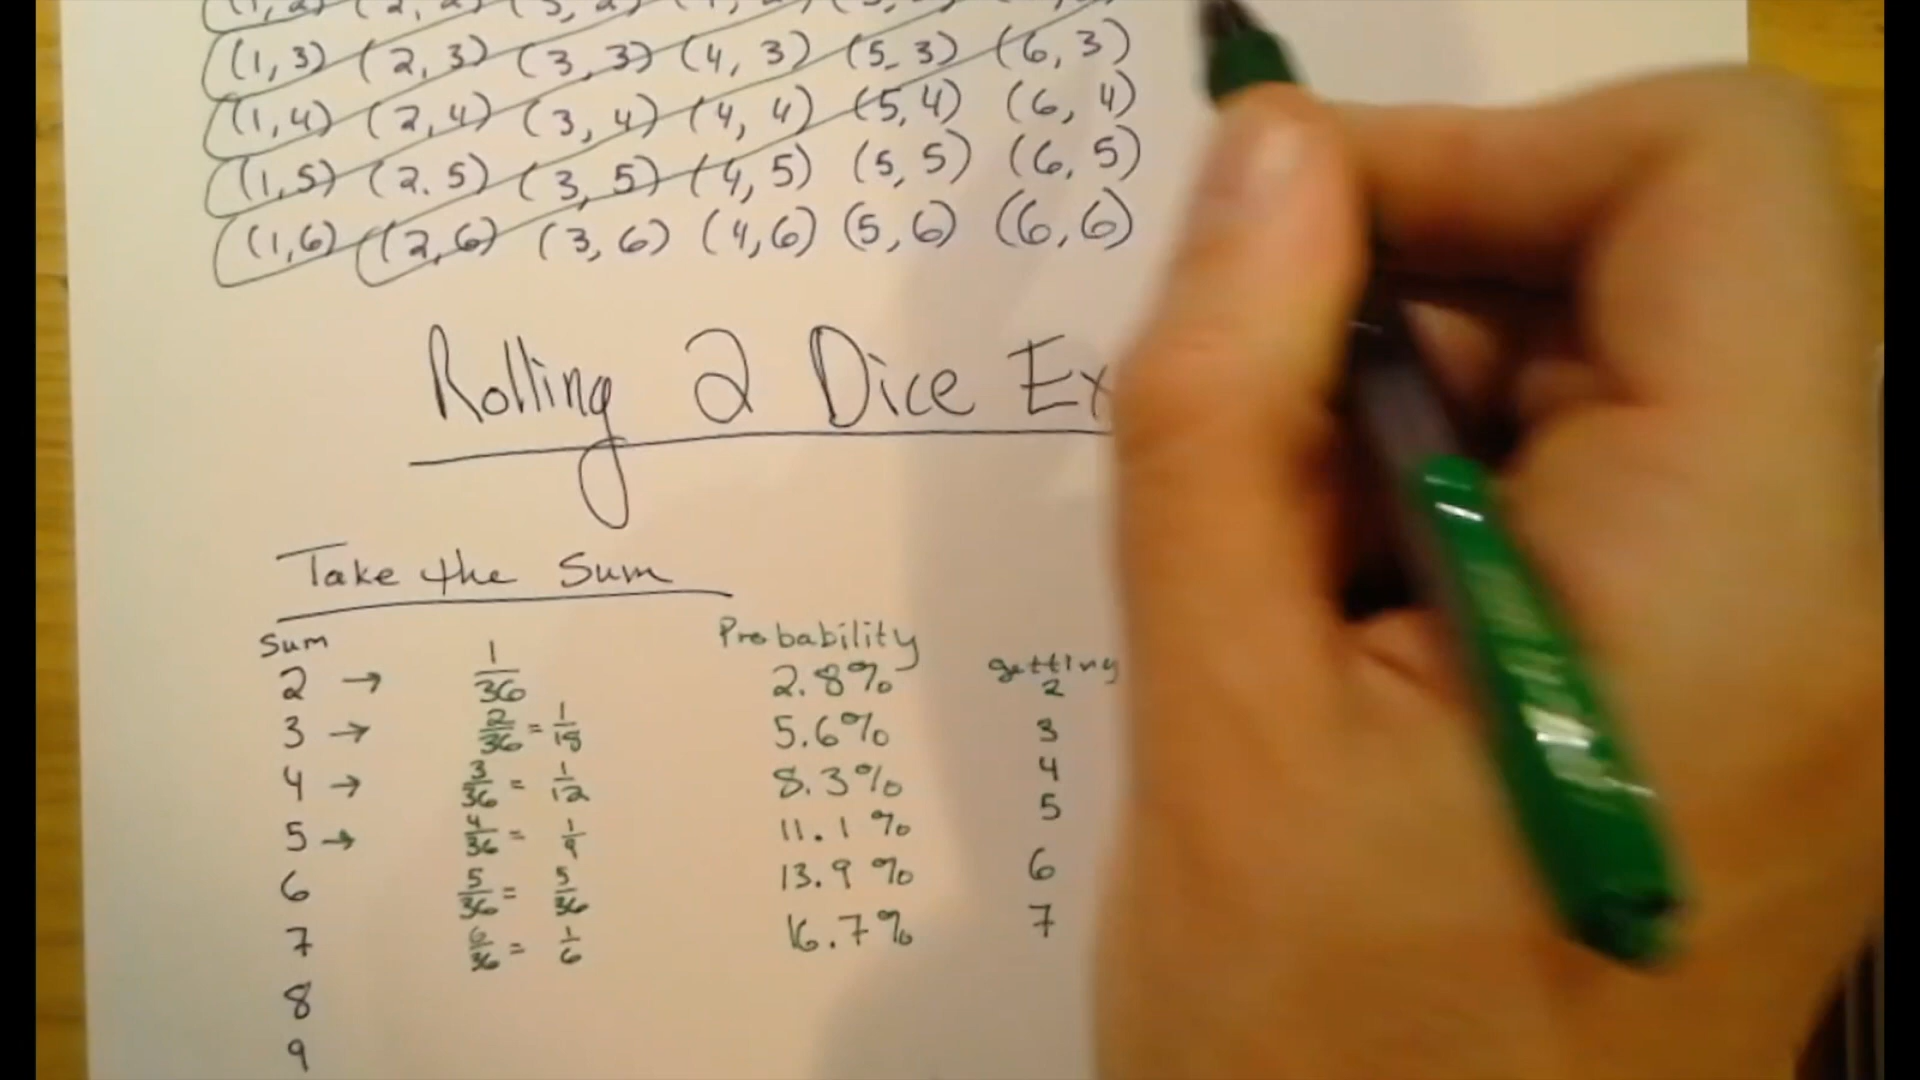 (1,3) (2,3) (3,3) (4,3) (5,3) (6,3)
(1,4) (2,4) (3,4) (4,4) (5,4) (6,4)
(1,5) (2.5) (3,5) (4,5) (5,5) (6,5)
(1,6) (2,6) (3,6) (4,6) (5,6) (6,6)
Rolling 2 Dice Ex
Take the Sum
Sum Probability getting
2 → 1/36 2.8% 2
3 → 2/36 = 1/18 5.6% 3
4 → 3/36 = 1/12 8.3% 4
5 → 4/36 = 1/9 11.1% 5
6 5/36 = 5/36 13.9% 6
7 6/36 = 1/6 16.7% 7
8
9